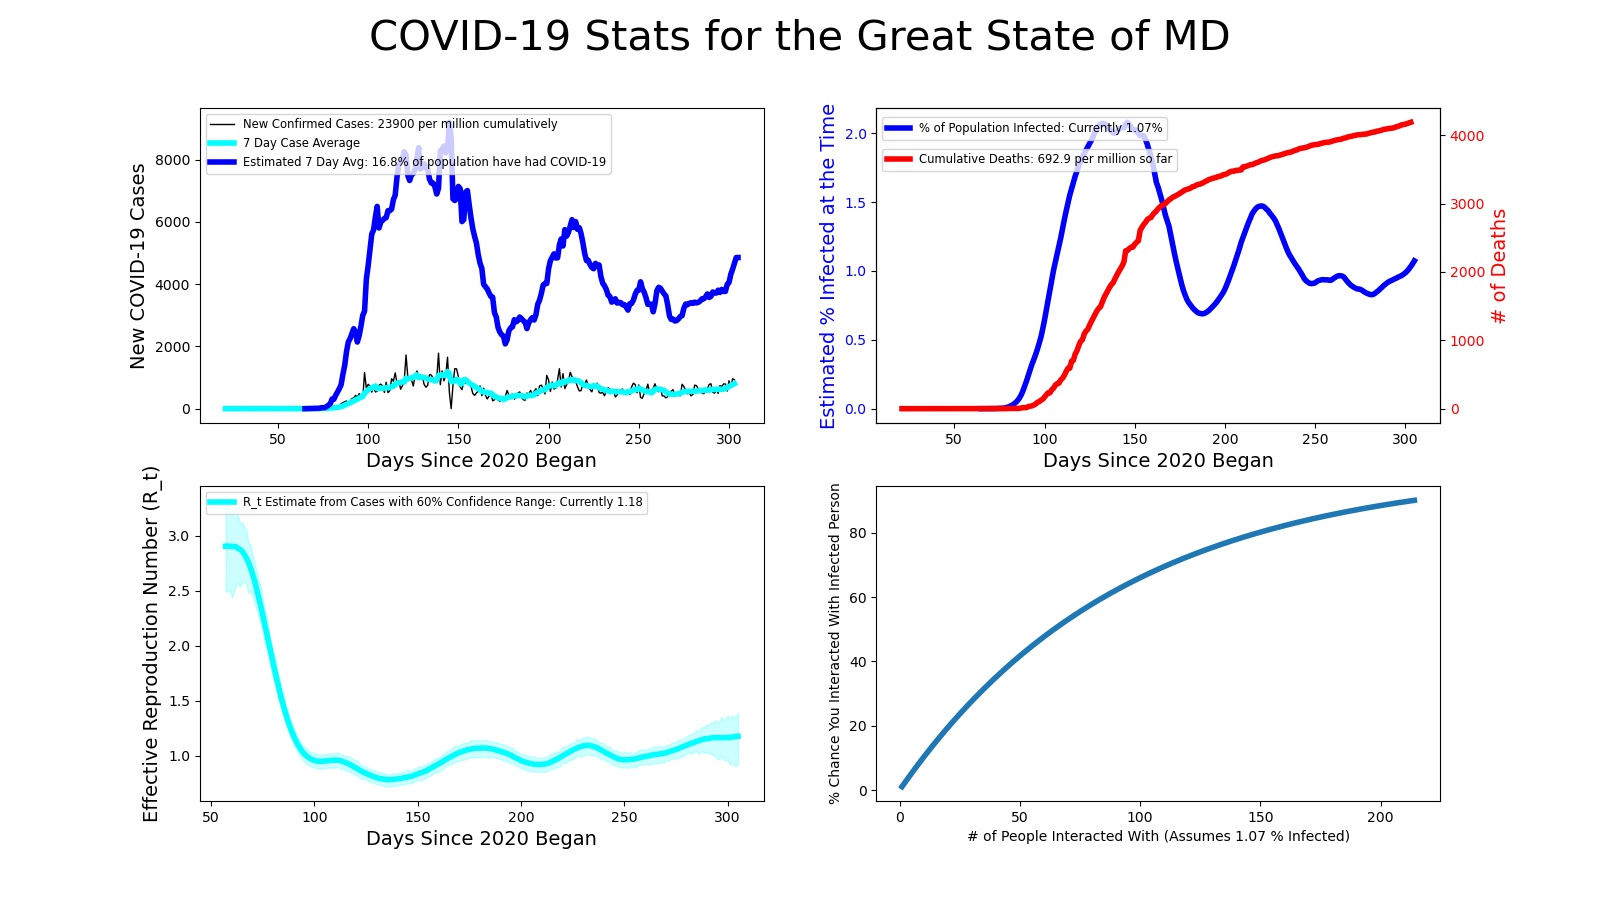 COVID-19 Stats for the Great State of MD
New COVID-19 Cases
8000
6000
4000
2000
0
New Confirmed Cases: 23900 per million cumulatively
7 Day Case Average
Estimated 7 Day Avg: 16.8% of population have had COVID-19
50 100 150 200 250 300
Days Since 2020 Began
Estimated % Infected at the Time
2.0
1.5
1.0
0.5
0.0
% of Population Infected: Currently 1.07%
Cumulative Deaths: 692.9 per million so far
4000
3000
2000
1000
0
# of Deaths
50 100 150 200 250 300
Days Since 2020 Began
Effective Reproduction Number (R_t)
3.0
2.5
2.0
1.5
1.0
R_t Estimate from Cases with 60% Confidence Range: Currently 1.18
50 100 150 200 250 300
Days Since 2020 Began
% Chance You Interacted With Infected Person
80
60
40
20
0
0 50 100 150 200
# of People Interacted With (Assumes 1.07 % Infected)